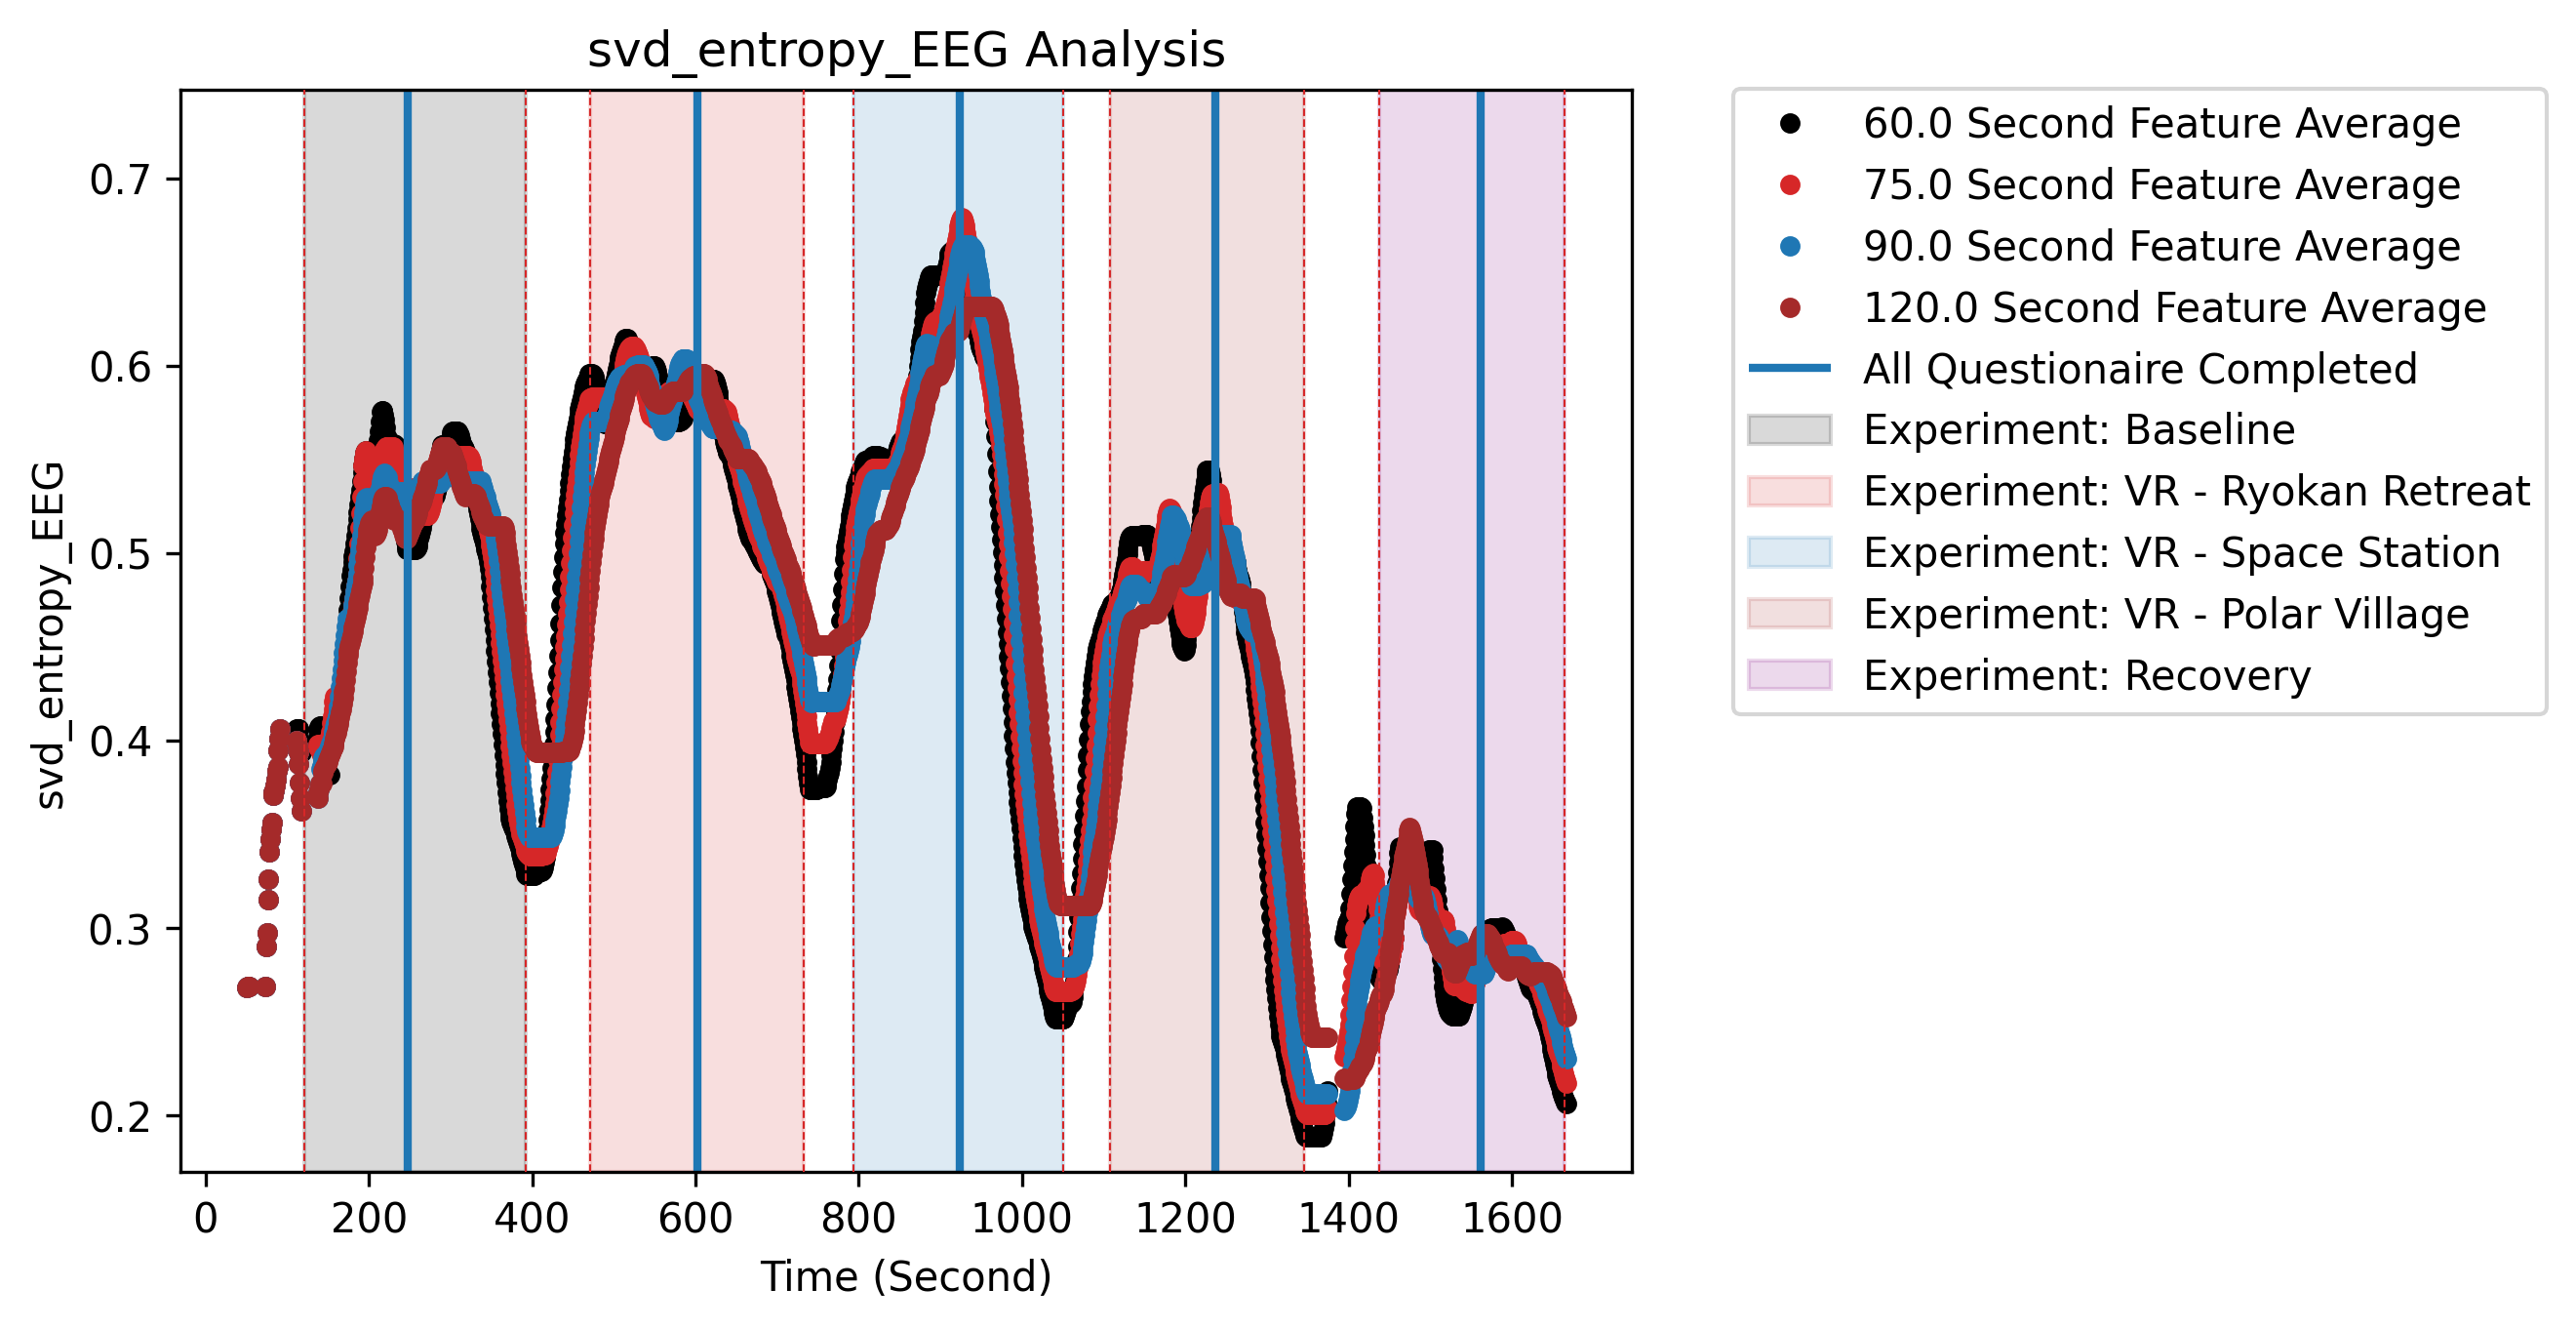 svd_entropy_EEG Analysis
svd_entropy_EEG
0.7
0.6
0.5
0.4
0.3
0.2
0 200 400 600 800 1000 1200 1400 1600
Time (Second)
60.0 Second Feature Average
75.0 Second Feature Average
90.0 Second Feature Average
120.0 Second Feature Average
All Questionaire Completed
Experiment: Baseline
Experiment: VR - Ryokan Retreat
Experiment: VR - Space Station
Experiment: VR - Polar Village
Experiment: Recovery